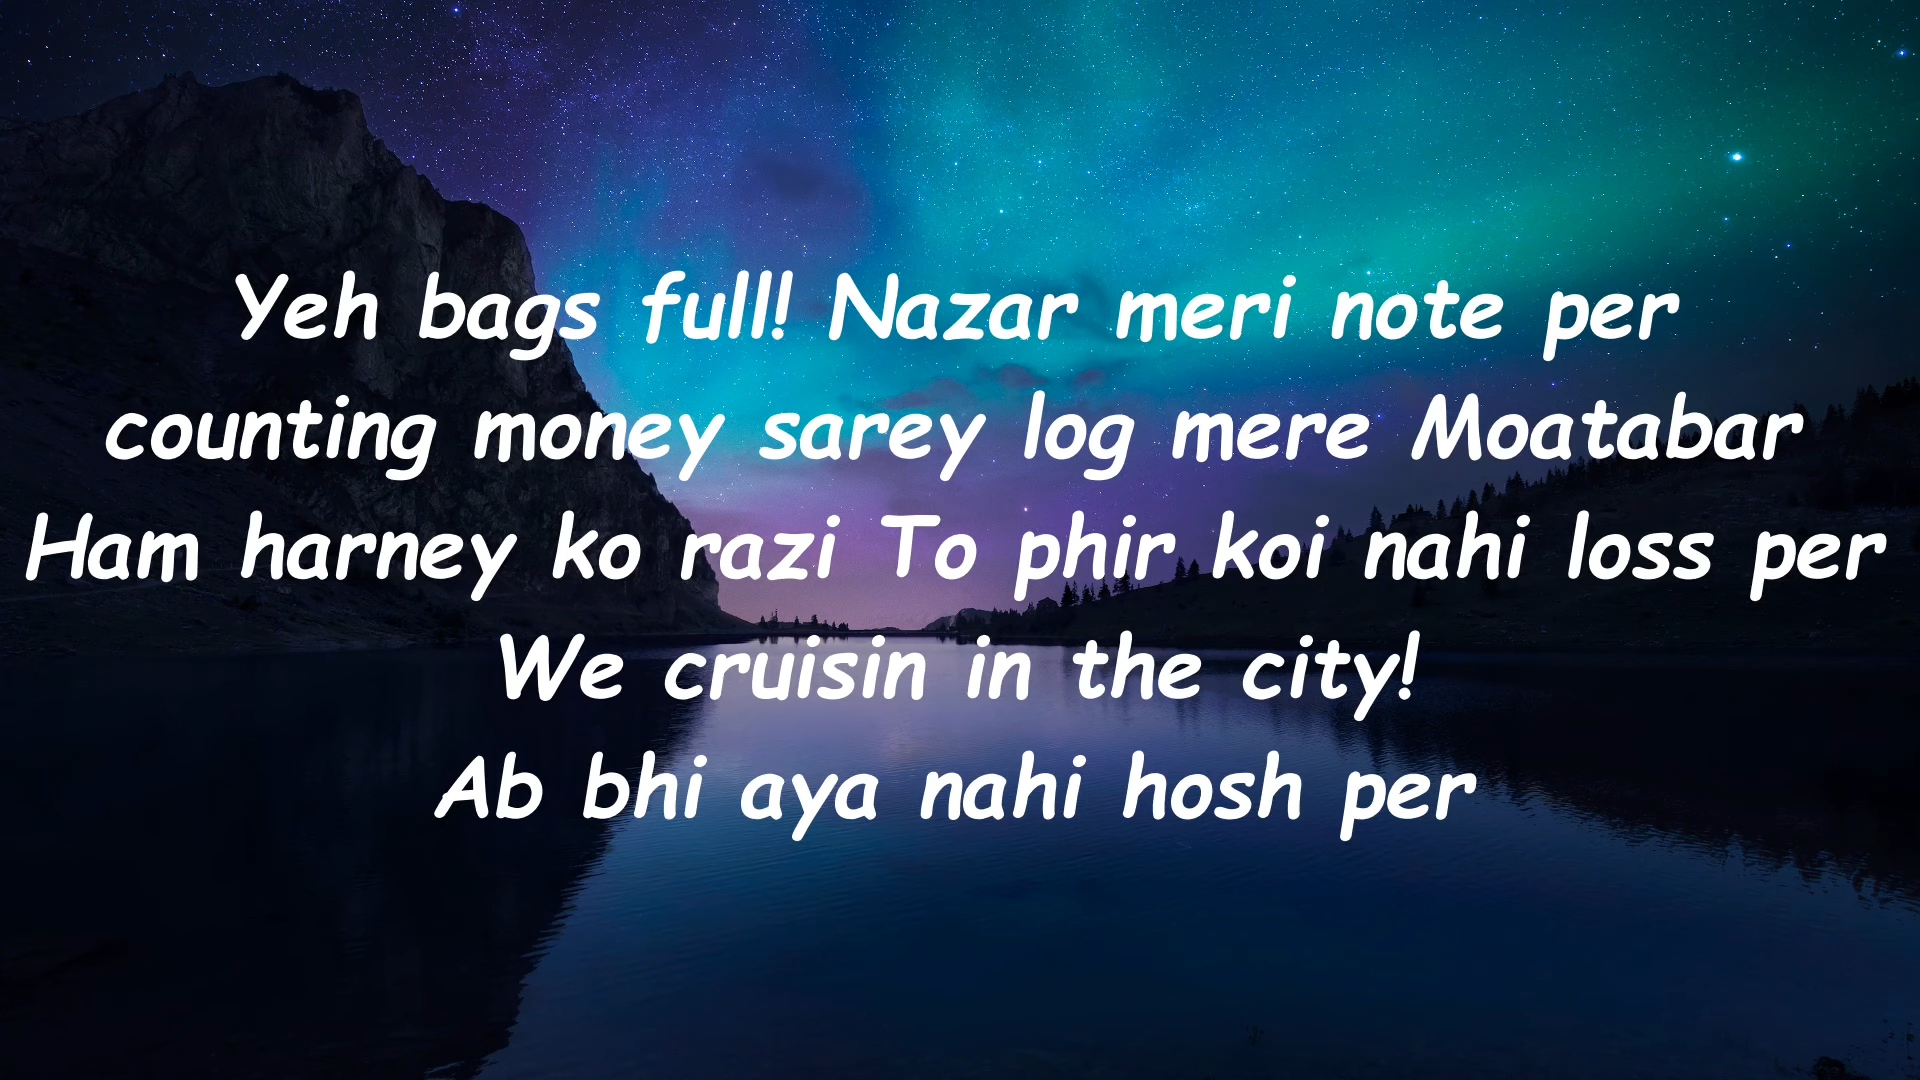 Yeh bags full! Nazar meri note per
counting money sarey log mere Moatabar
Ham harney ko razi To phir koi nahi loss per
We cruisin in the city!
Ab bhi aya nahi hosh per